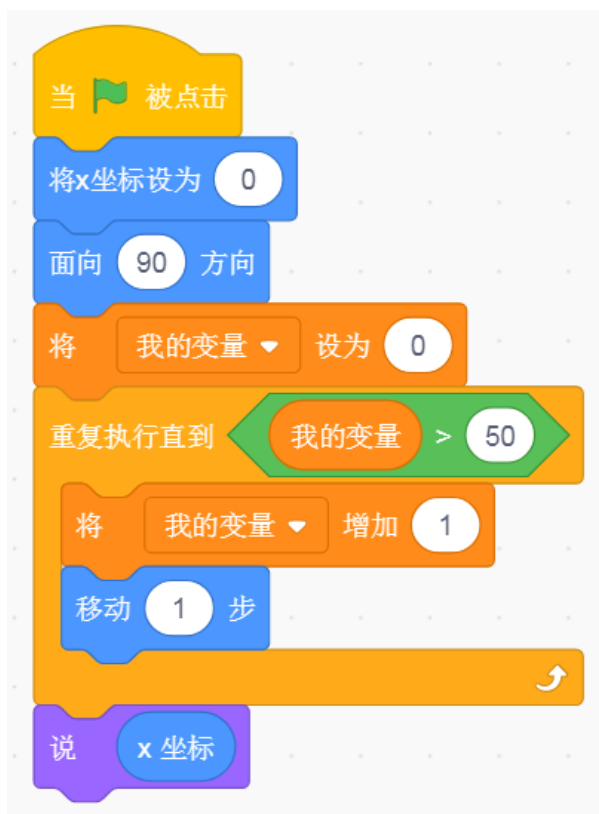 当 被点击
将x坐标设为 0
面向 90 方向
将 我的变量 设为 0
重复执行直到 我的变量 > 50
将 我的变量 增加 1
移动 1 步
说 x 坐标